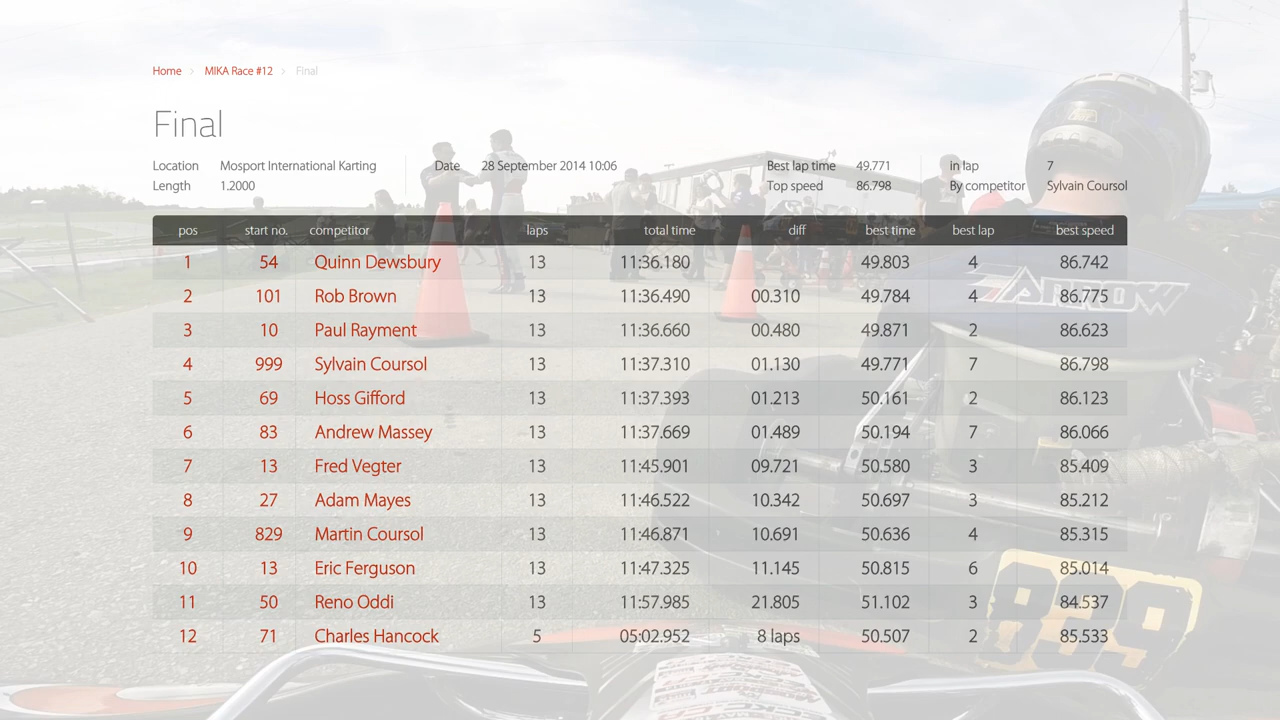 Home > MIKA Race #12 > Final
Final
Location Mosport International Karting Date 28 September 2014 10:06 Best lap time 49.771 in lap 7
Length 1.2000 Top speed 86.798 By competitor Sylvain Coursol
pos start no. competitor laps total time diff best time best lap best speed
1 54 Quinn Dewsbury 13 11:36.180 49.803 4 86.742
2 101 Rob Brown 13 11:36.490 00.310 49.784 4 86.775
3 10 Paul Rayment 13 11:36.660 00.480 49.871 2 86.623
4 999 Sylvain Coursol 13 11:37.310 01.130 49.771 7 86.798
5 69 Hoss Gifford 13 11:37.393 01.213 50.161 2 86.123
6 83 Andrew Massey 13 11:37.669 01.489 50.194 7 86.066
7 13 Fred Vegter 13 11:45.901 09.721 50.580 3 85.409
8 27 Adam Mayes 13 11:46.522 10.342 50.697 3 85.212
9 829 Martin Coursol 13 11:46.871 10.691 50.636 4 85.315
10 13 Eric Ferguson 13 11:47.325 11.145 50.815 6 85.014
11 50 Reno Oddi 13 11:57.985 21.805 51.102 3 84.537
12 71 Charles Hancock 5 05:02.952 8 laps 50.507 2 85.533
ARROW
829